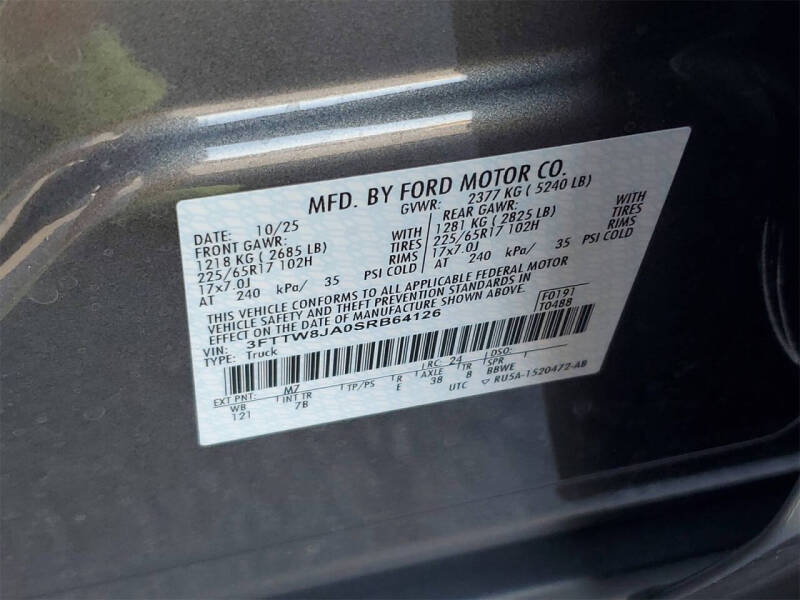 MFD. BY FORD MOTOR CO.
DATE: 10/25 GVWR: 2377 KG ( 5240 LB)
FRONT GAWR: WITH REAR GAWR: WITH
1218 KG ( 2685 LB) TIRES 1281 KG ( 2825 LB) TIRES
225/65R17 102H RIMS 225/65R17 102H RIMS
17x7.0J 17x7.0J
AT 240 kPa/ 35 PSI COLD AT 240 kPa/ 35 PSI COLD
THIS VEHICLE CONFORMS TO ALL APPLICABLE FEDERAL MOTOR
VEHICLE SAFETY AND THEFT PREVENTION STANDARDS IN
EFFECT ON THE DATE OF MANUFACTURE SHOWN ABOVE.
VIN: 3FTTW8JA0SRB64126 F0191
TYPE: Truck T0488
EXT PNT: M7 RC: 24 DSO:
WB INT TR TP/PS R AXLE TR SPR
121 7B E 38 8 BBWE
UTC RU5A-1520472-AB